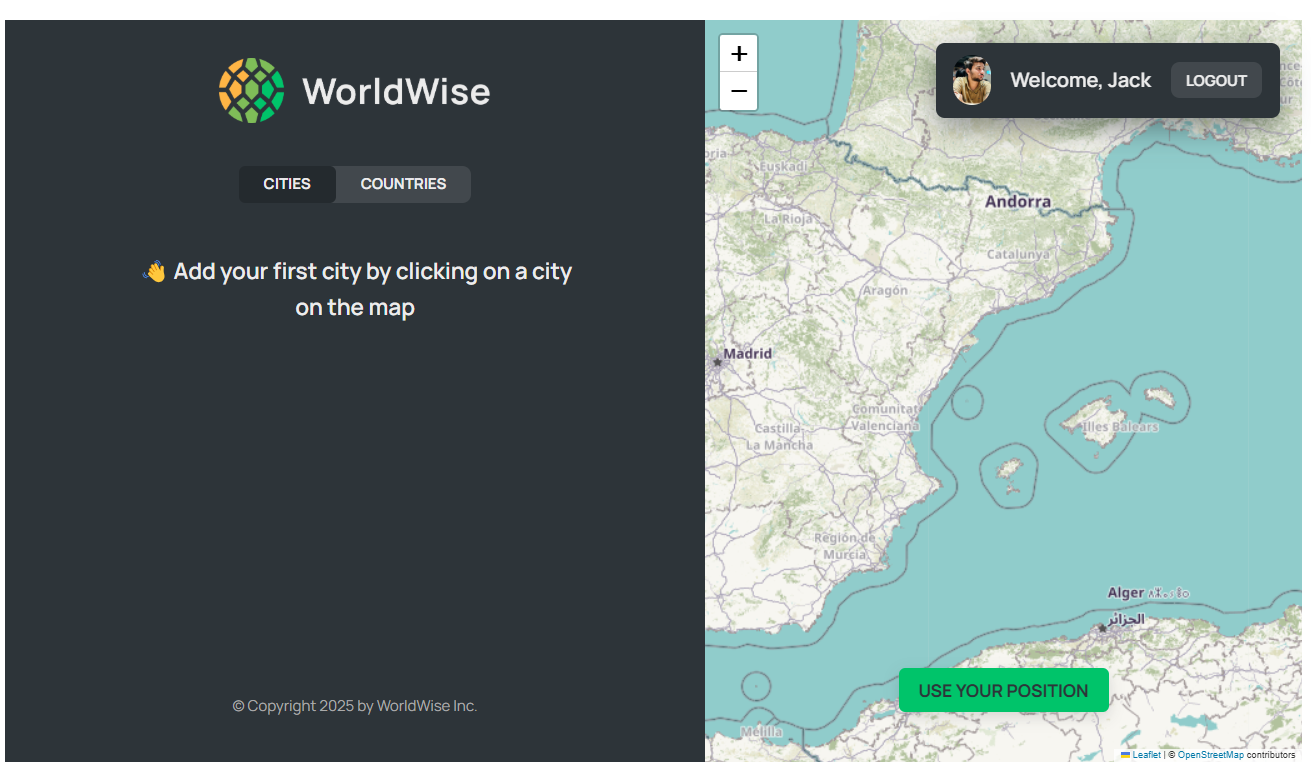 WorldWise
CITIES
COUNTRIES
👋 Add your first city by clicking on a city
on the map
© Copyright 2025 by WorldWise Inc.
+
−
Welcome, Jack
LOGOUT
Euskadi
La Rioja
Andorra
Catalunya
Aragón
Madrid
Comunitat
Valenciana
Castilla-
La Mancha
Illes Balears
Región de
Murcia
Alger
الجزائر
Melilla
USE YOUR POSITION
Leaflet | © OpenStreetMap contributors